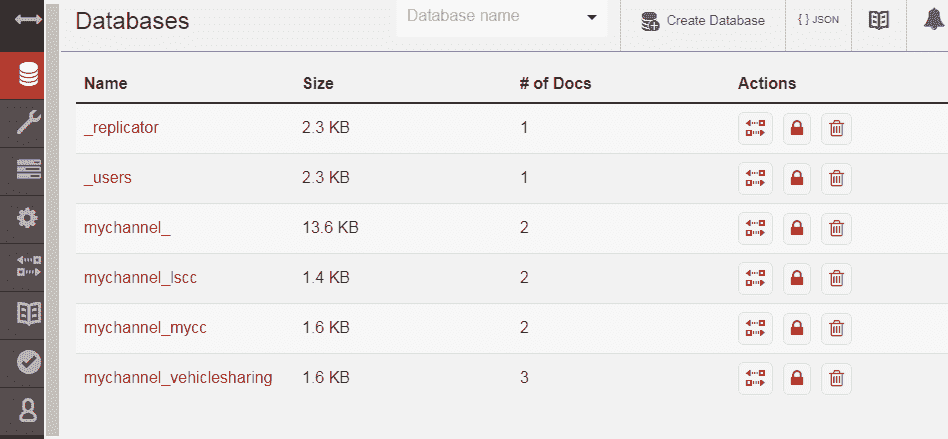 Databases Database name Create Database { } JSON
Name Size # of Docs Actions
_replicator 2.3 KB 1
_users 2.3 KB 1
mychannel_ 13.6 KB 2
mychannel_lscc 1.4 KB 2
mychannel_mycc 1.6 KB 2
mychannel_vehiclesharing 1.6 KB 3